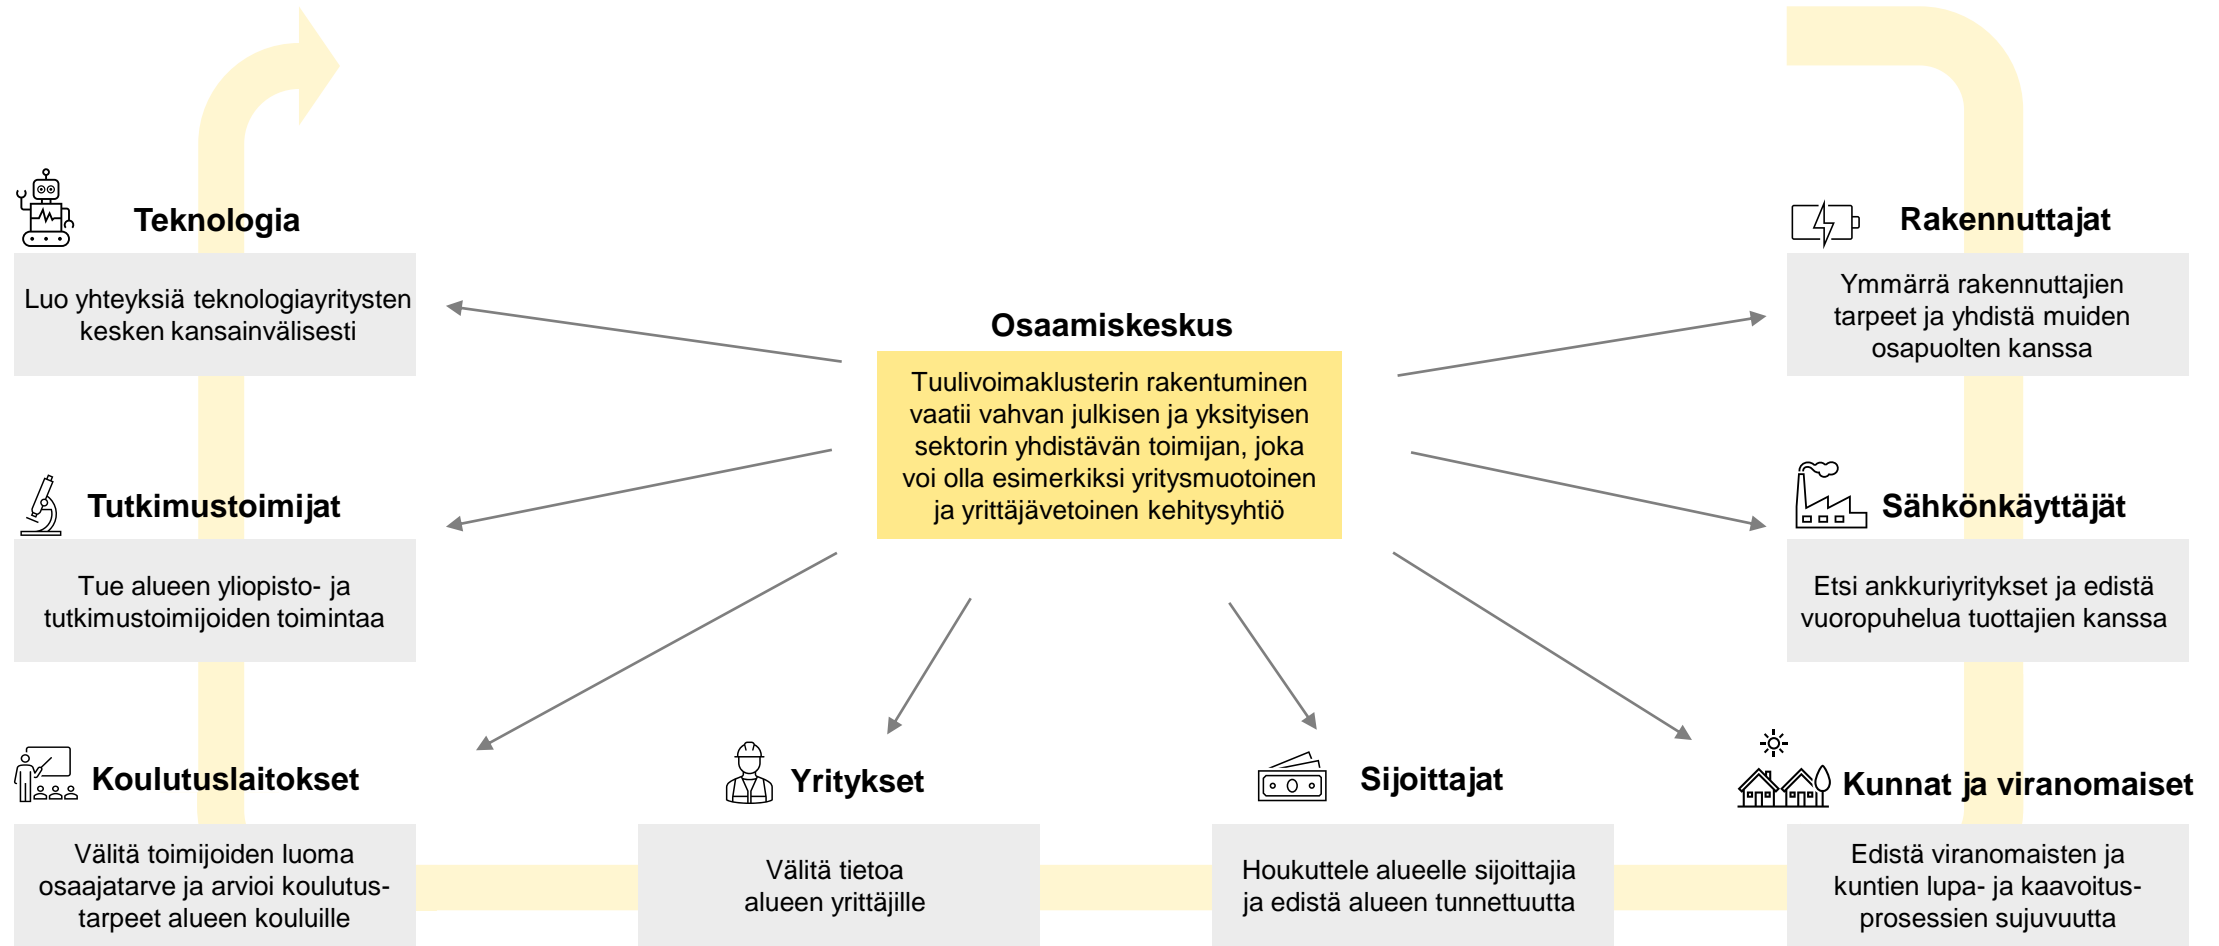 Teknologia
Luo yhteyksiä teknologiayritysten
kesken kansainvälisesti
Tutkimustoimijat
Tue alueen yliopisto- ja
tutkimustoimijoiden toimintaa
Koulutuslaitokset
Välitä toimijoiden luoma
osaajatarve ja arvioi koulutus-
tarpeet alueen kouluille
Osaamiskeskus
Tuulivoimaklusterin rakentuminen
vaatii vahvan julkisen ja yksityisen
sektorin yhdistävän toimijan, joka
voi olla esimerkiksi yritysmuotoinen
ja yrittäjävetoinen kehitysyhtiö
Yritykset
Välitä tietoa
alueen yrittäjille
Sijoittajat
Houkuttele alueelle sijoittajia
ja edistä alueen tunnettuutta
Rakennuttajat
Ymmärrä rakennuttajien
tarpeet ja yhdistä muiden
osapuolten kanssa
Sähkönkäyttäjät
Etsi ankkuriyritykset ja edistä
vuoropuhelua tuottajien kanssa
Kunnat ja viranomaiset
Edistä viranomaisten ja
kuntien lupa- ja kaavoitus-
prosessien sujuvuutta